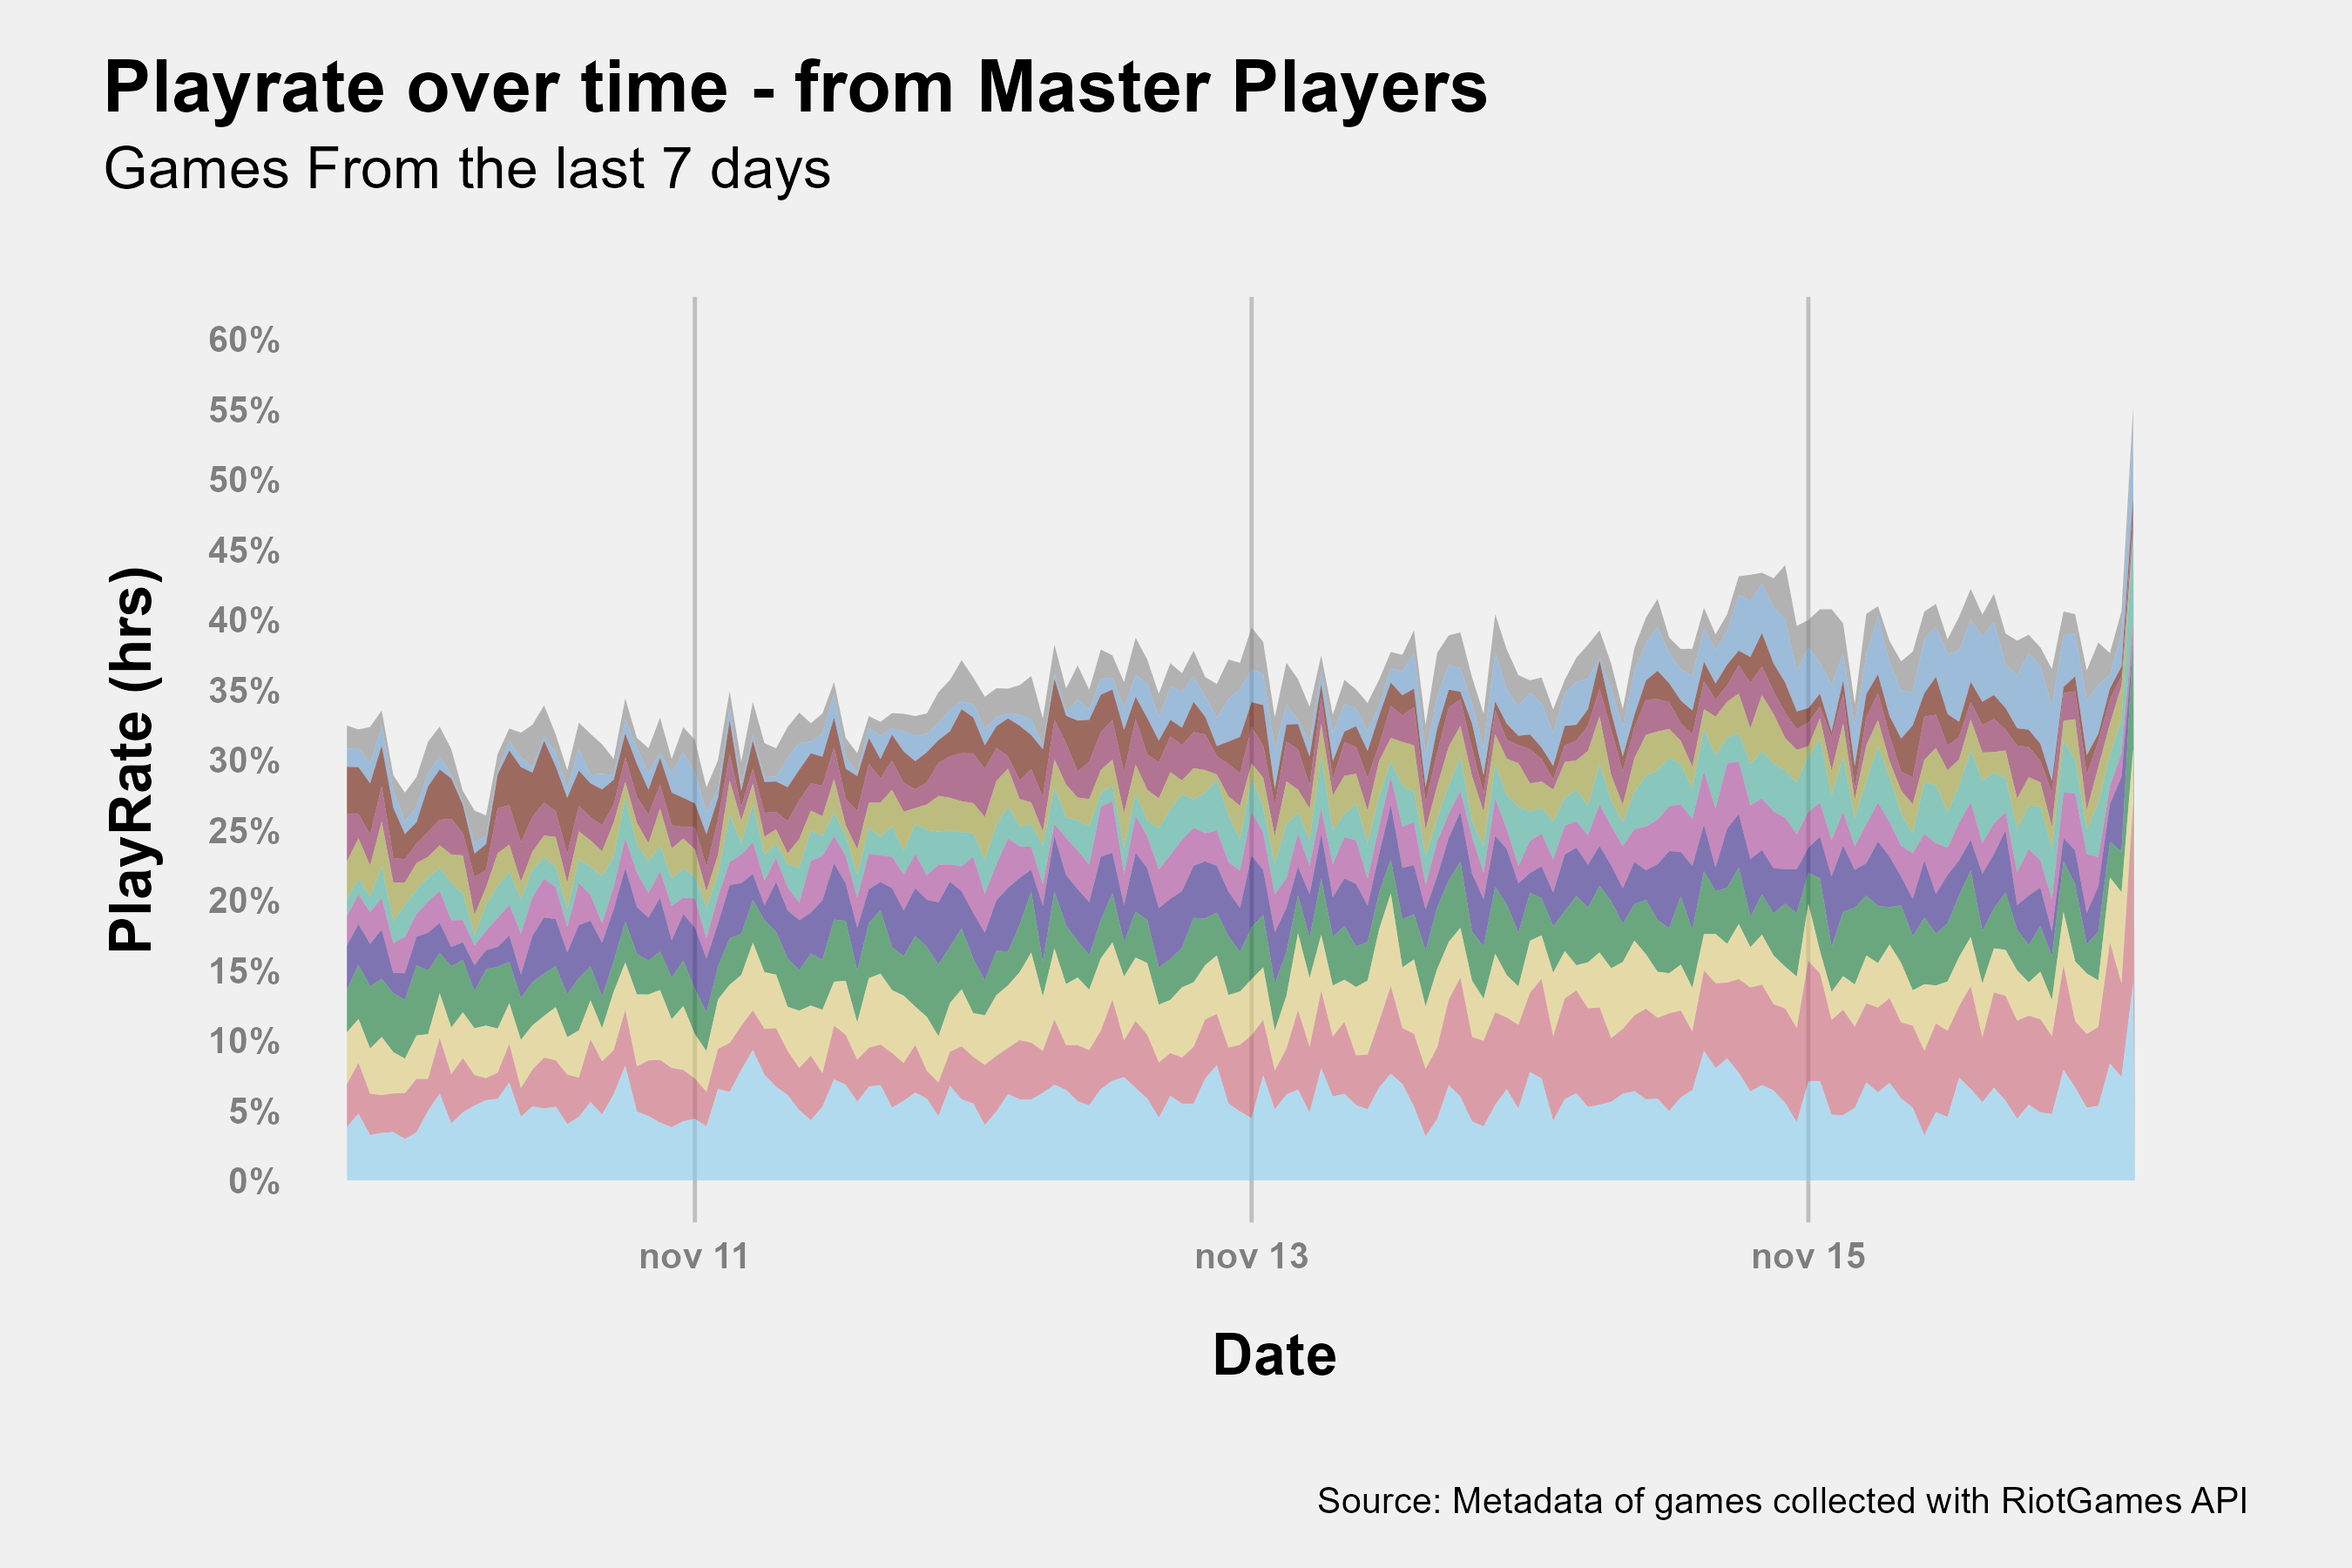 Playrate over time - from Master Players
Games From the last 7 days
60%
55%
50%
45%
40%
35%
30%
25%
20%
15%
10%
5%
0%
PlayRate (hrs)
nov 11
nov 13
nov 15
Date
Source: Metadata of games collected with RiotGames API